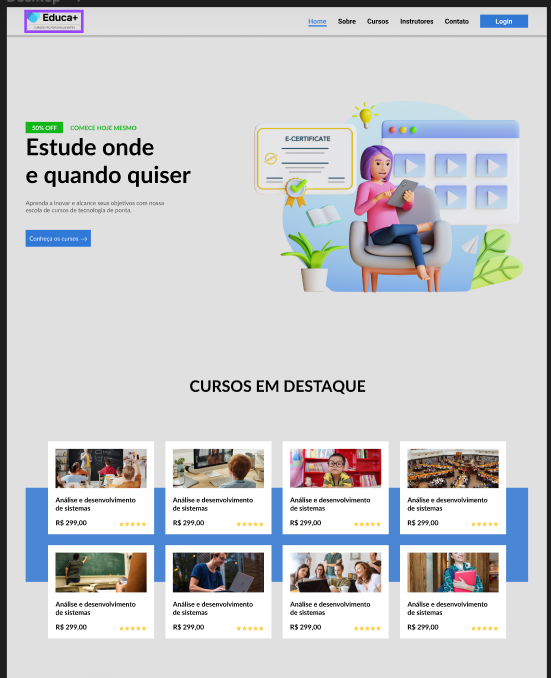 Educa+
Home Sobre Cursos Instrutores Contato Login
50% OFF COMECE HOJE MESMO
Estude onde
e quando quiser
Aprenda a inovar e alcance seus objetivos com nossa
escola de cursos de tecnologia de ponta.
Conheça os cursos
E-CERTIFICATE
CURSOS EM DESTAQUE
Análise e desenvolvimento
de sistemas
R$ 299,00
Análise e desenvolvimento
de sistemas
R$ 299,00
Análise e desenvolvimento
de sistemas
R$ 299,00
Análise e desenvolvimento
de sistemas
R$ 299,00
Análise e desenvolvimento
de sistemas
R$ 299,00
Análise e desenvolvimento
de sistemas
R$ 299,00
Análise e desenvolvimento
de sistemas
R$ 299,00
Análise e desenvolvimento
de sistemas
R$ 299,00